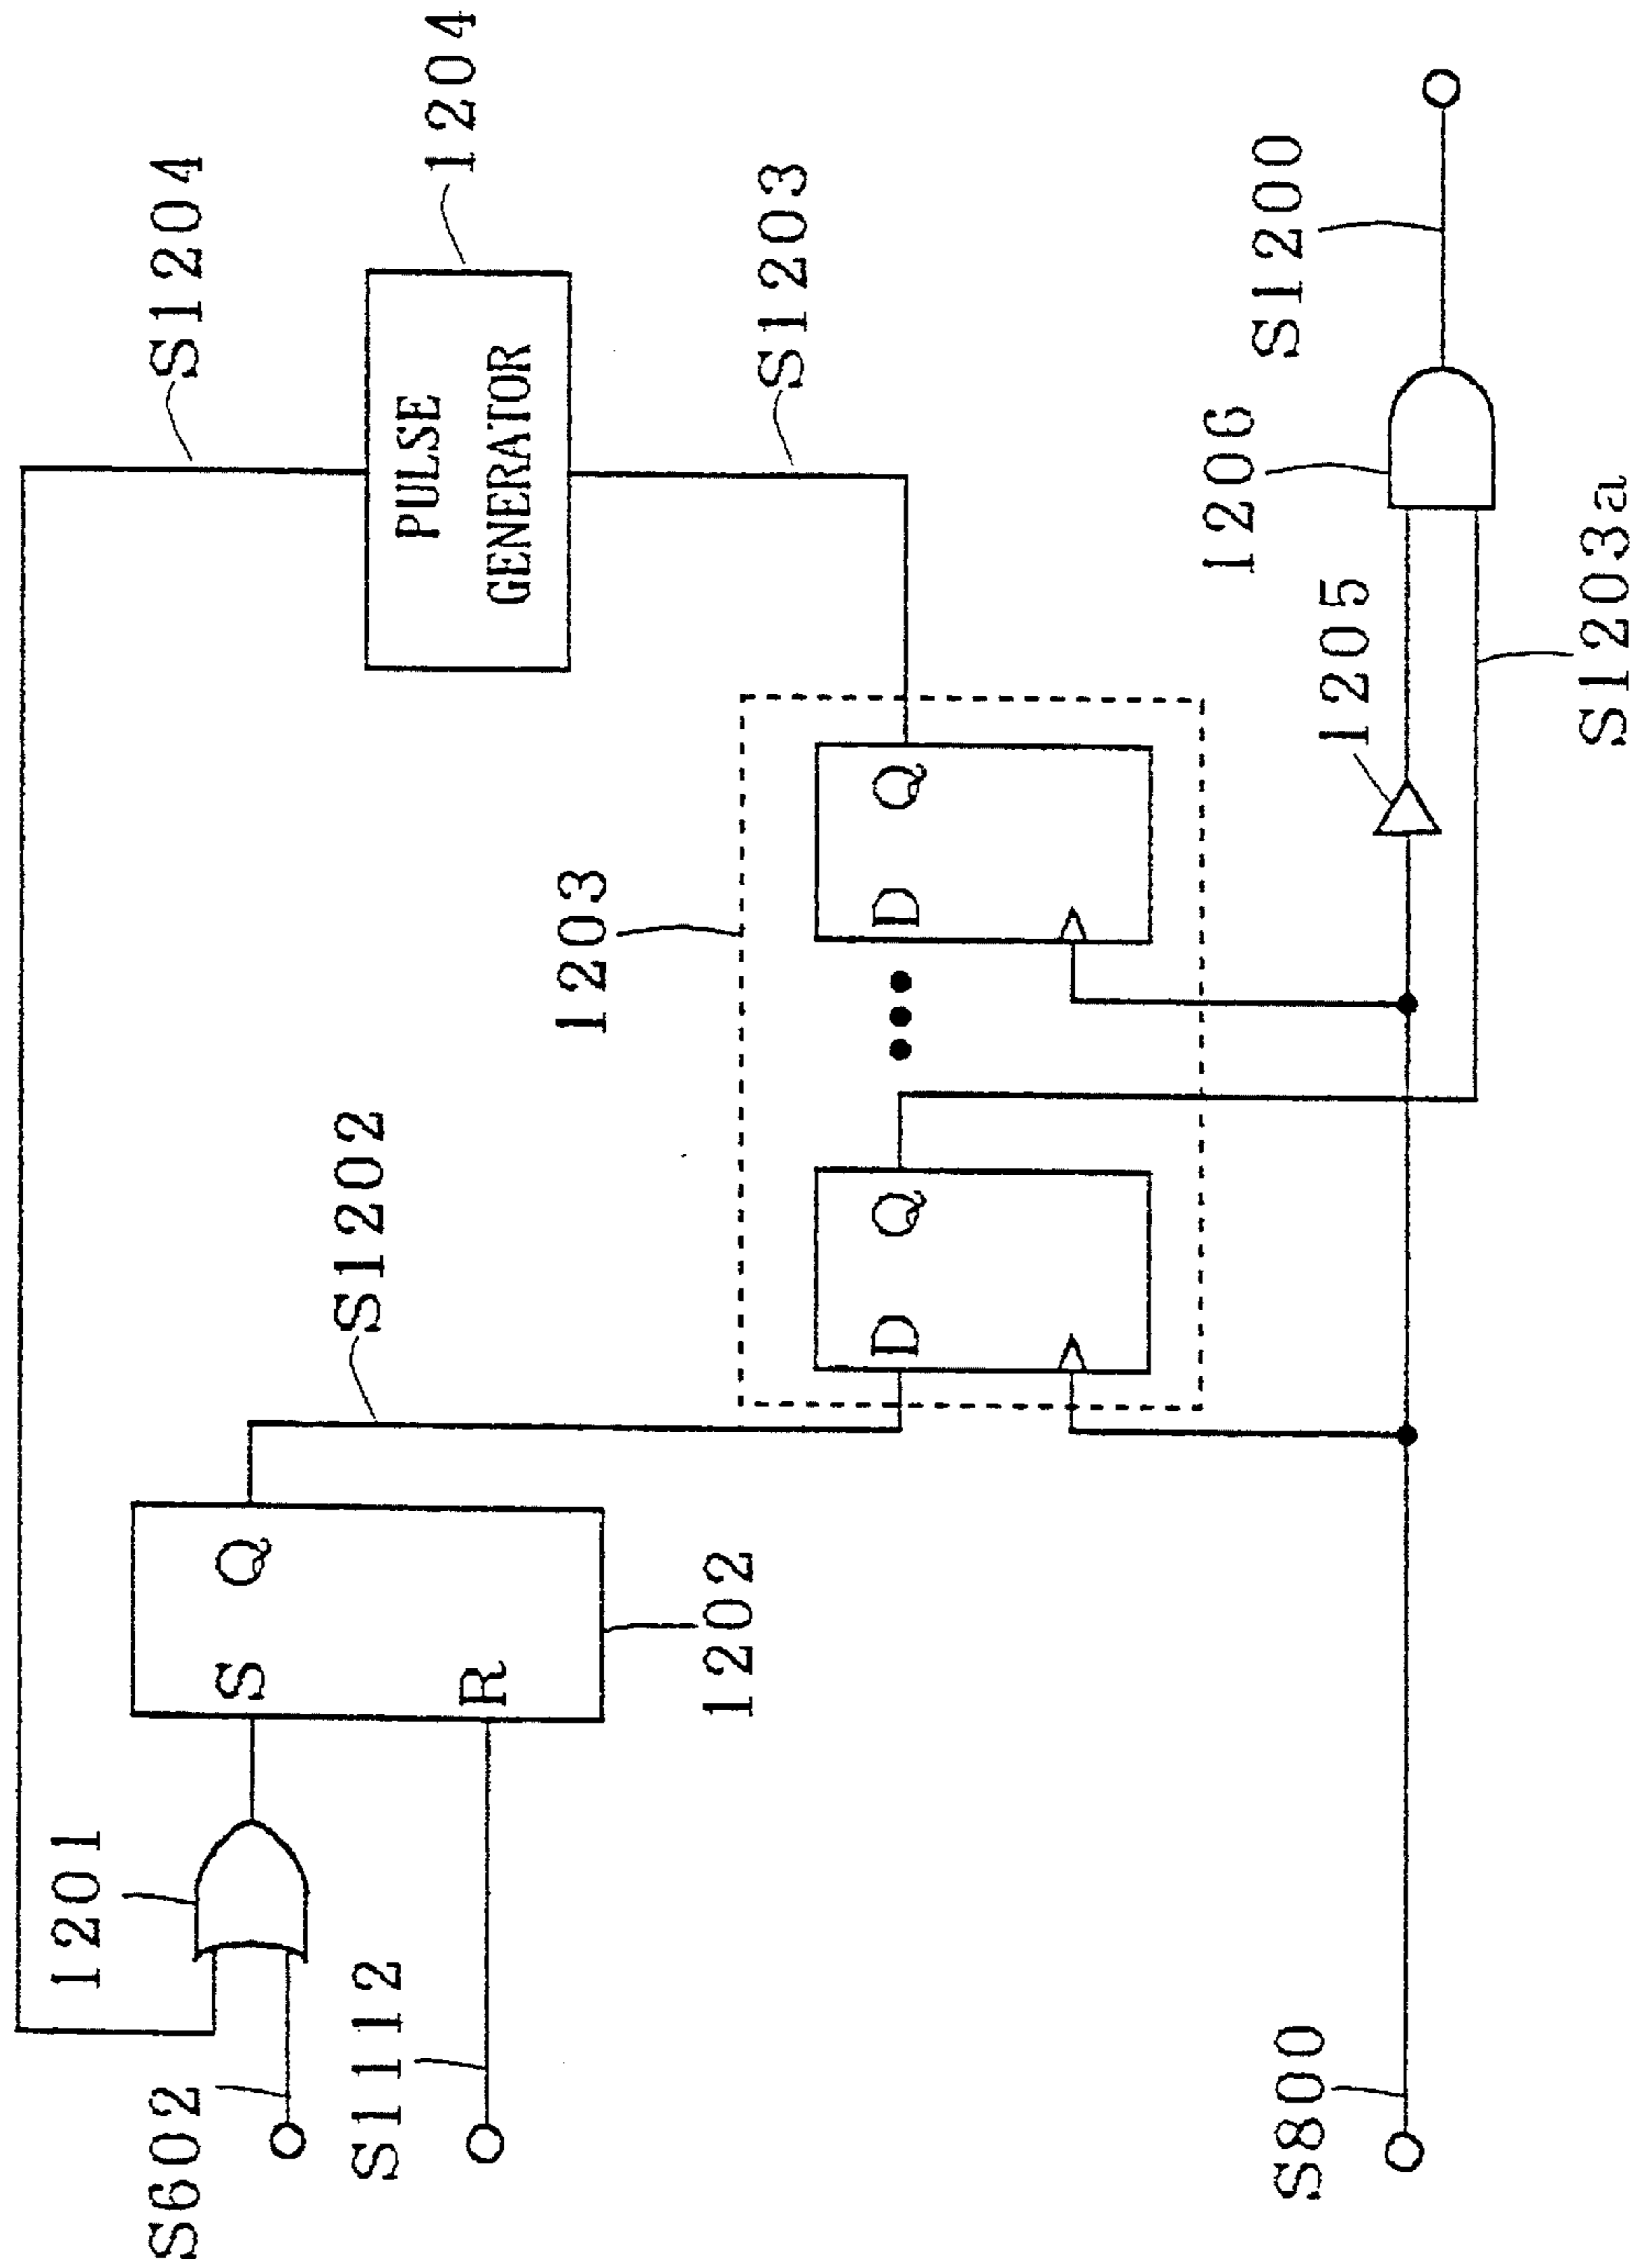 S1204
1204
1201
S602
S
Q
S1202
PULSE
GENERATOR
S1112
R
1202
1203
S1203
D
Q
D
Q
S800
1205
1206
S1200
S1203a